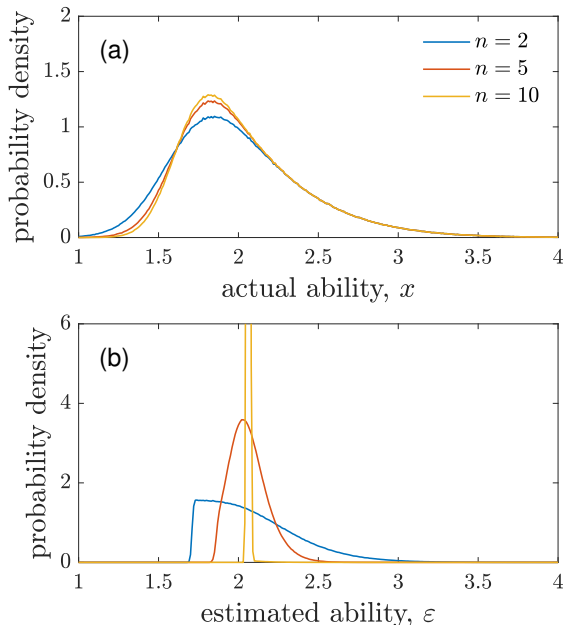 2
(a)
n = 2
n = 5
n = 10
1.5
1
0.5
0
probability density
1 1.5 2 2.5 3 3.5 4
actual ability, x
6
(b)
4
2
0
probability density
1 1.5 2 2.5 3 3.5 4
estimated ability, ε